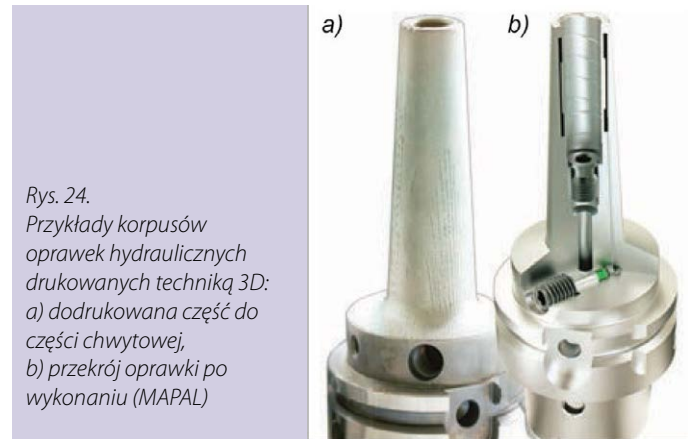 Rys. 24.
Przykłady korpusów
oprawek hydraulicznych
drukowanych techniką 3D:
a) dodrukowana część do
części chwytowej,
b) przekrój oprawki po
wykonaniu (MAPAL)
a)
b)